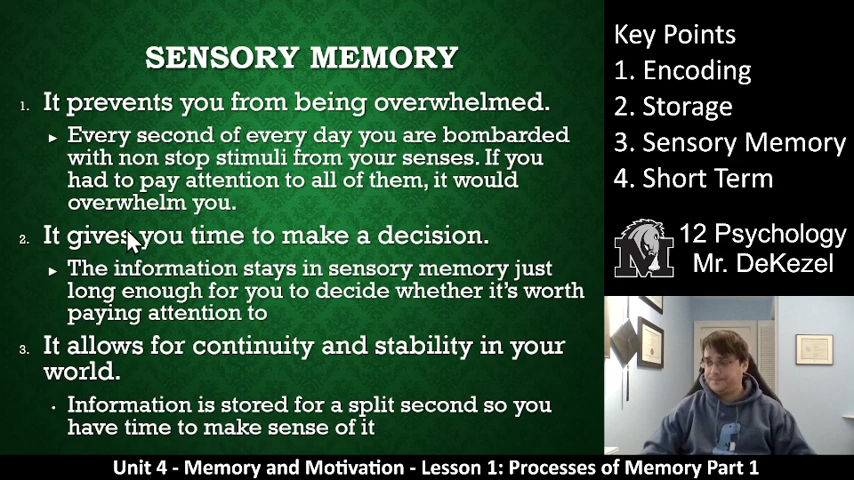 SENSORY MEMORY
1. It prevents you from being overwhelmed.
▸ Every second of every day you are bombarded
with non stop stimuli from your senses. If you
had to pay attention to all of them, it would
overwhelm you.
2. It gives you time to make a decision.
▸ The information stays in sensory memory just
long enough for you to decide whether it's worth
paying attention to
3. It allows for continuity and stability in your
world.
· Information is stored for a split second so you
have time to make sense of it
Key Points
1. Encoding
2. Storage
3. Sensory Memory
4. Short Term
M
12 Psychology
Mr. DeKezel
Unit 4 - Memory and Motivation - Lesson 1: Processes of Memory Part 1